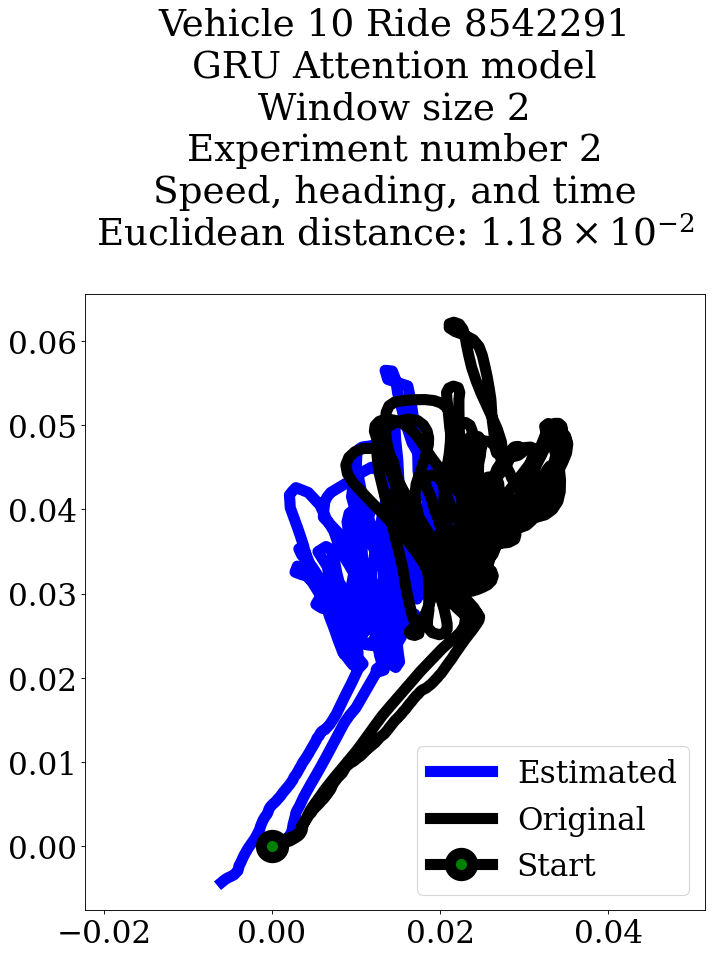 Vehicle 10 Ride 8542291
GRU Attention model
Window size 2
Experiment number 2
Speed, heading, and time
Euclidean distance: 1.18 × 10⁻²
0.06
0.05
0.04
0.03
0.02
0.01
0.00
Estimated
Original
Start
−0.02 0.00 0.02 0.04